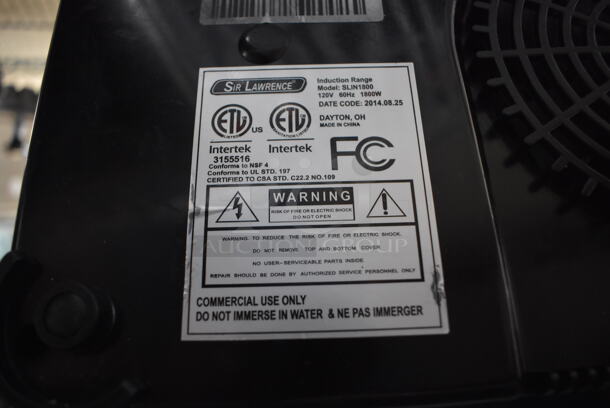 SIR LAWRENCE
Induction Range
Model: SLIN1800
120V 60Hz 1800W
DATE CODE: 2014.08.25
DAYTON, OH
MADE IN CHINA
ETL
US
ETL
Intertek
Intertek
FC
3155516
Conforms to NSF 4
Conforms to UL STD. 197
CERTIFIED TO CSA STD. C22.2 NO.109
WARNING
RISK OF FIRE OR ELECTRIC SHOCK
DO NOT OPEN
WARNING: TO REDUCE THE RISK OF FIRE OR ELECTRIC SHOCK,
DO NOT REMOVE TOP AND BOTTOM COVER.
AUCTION GROUP
NO USER-SERVICEABLE PARTS INSIDE.
REPAIR SHOULD BE DONE BY AUTHORIZED SERVICE PERSONNEL ONLY
COMMERCIAL USE ONLY
DO NOT IMMERSE IN WATER & NE PAS IMMERGER